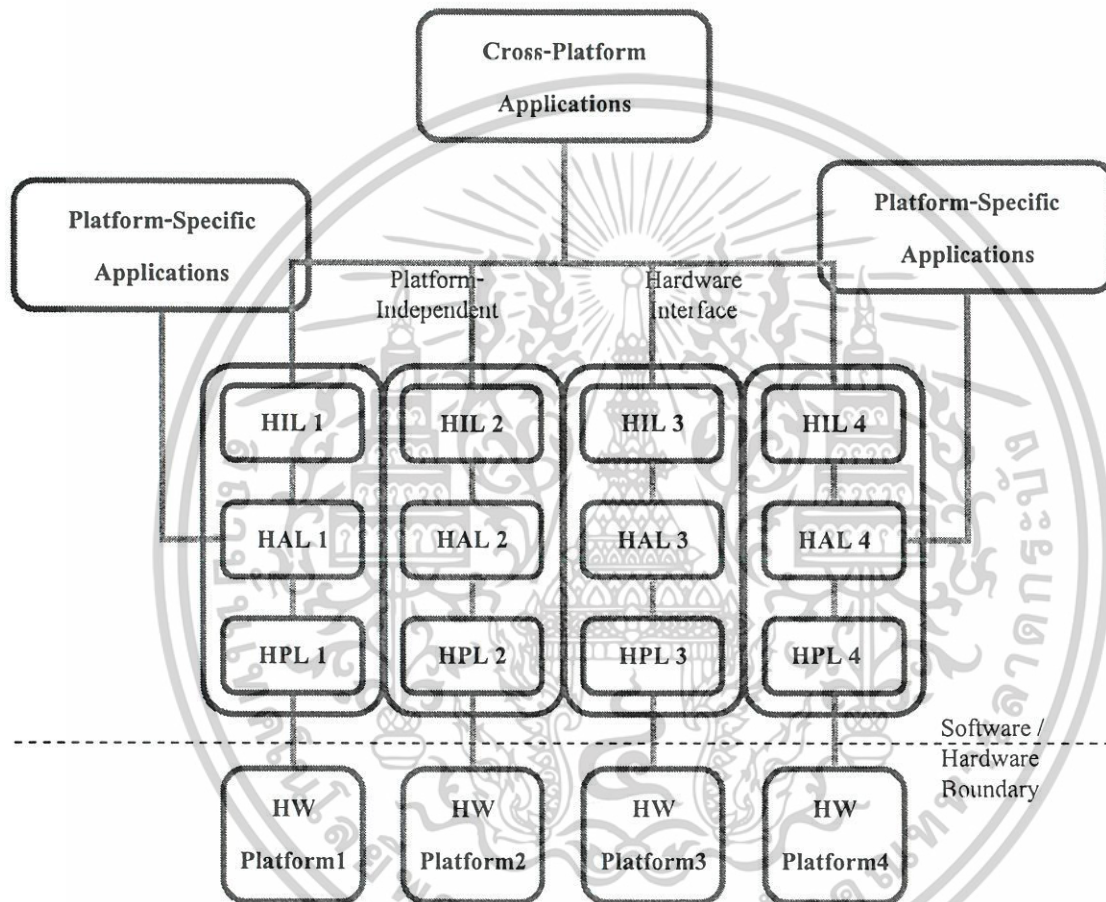 Cross-Platform
Applications
Platform-Specific
Applications
Platform-Specific
Applications
Platform-
Independent
Hardware
Interface
HIL 1
HIL 2
HIL 3
HIL 4
HAL 1
HAL 2
HAL 3
HAL 4
HPL 1
HPL 2
HPL 3
HPL 4
Software /
Hardware
Boundary
HW
Platform1
HW
Platform2
HW
Platform3
HW
Platform4